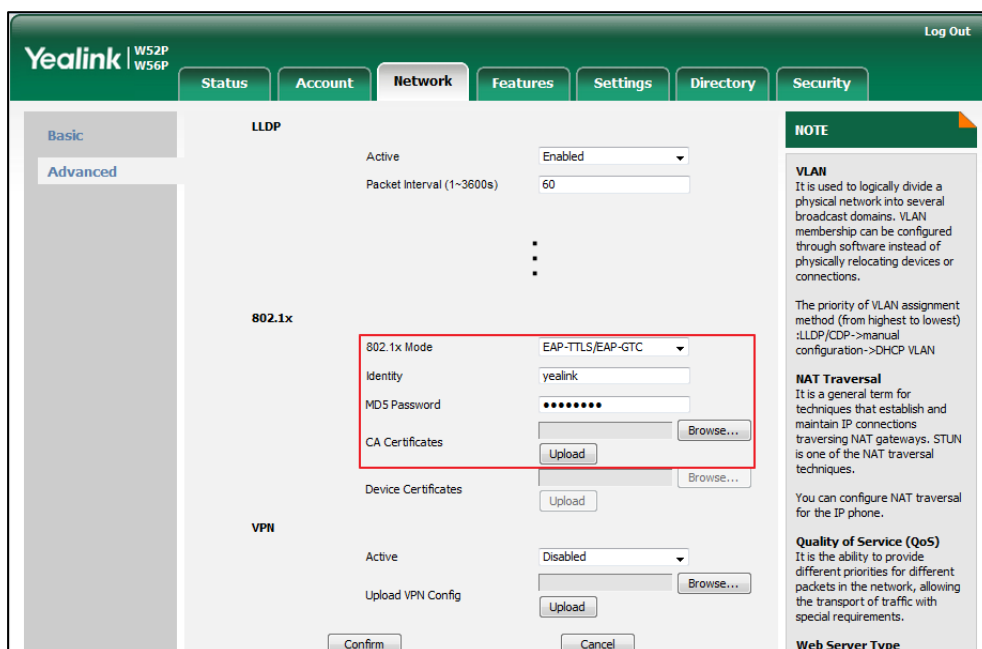 Log Out
Yealink | W52P
W56P
Status Account Network Features Settings Directory Security
Basic
Advanced
LLDP
Active Enabled
Packet Interval (1~3600s) 60
802.1x
802.1x Mode EAP-TTLS/EAP-GTC
Identity yealink
MD5 Password ••••••••
CA Certificates Browse...
Upload
Device Certificates Browse...
Upload
VPN
Active Disabled
Upload VPN Config Browse...
Upload
Confirm Cancel
NOTE
VLAN
It is used to logically divide a
physical network into several
broadcast domains. VLAN
membership can be configured
through software instead of
physically relocating devices or
connections.
The priority of VLAN assignment
method (from highest to lowest)
:LLDP/CDP->manual
configuration->DHCP VLAN
NAT Traversal
It is a general term for
techniques that establish and
maintain IP connections
traversing NAT gateways. STUN
is one of the NAT traversal
techniques.
You can configure NAT traversal
for the IP phone.
Quality of Service (QoS)
It is the ability to provide
different priorities for different
packets in the network, allowing
the transport of traffic with
special requirements.
Web Server Type